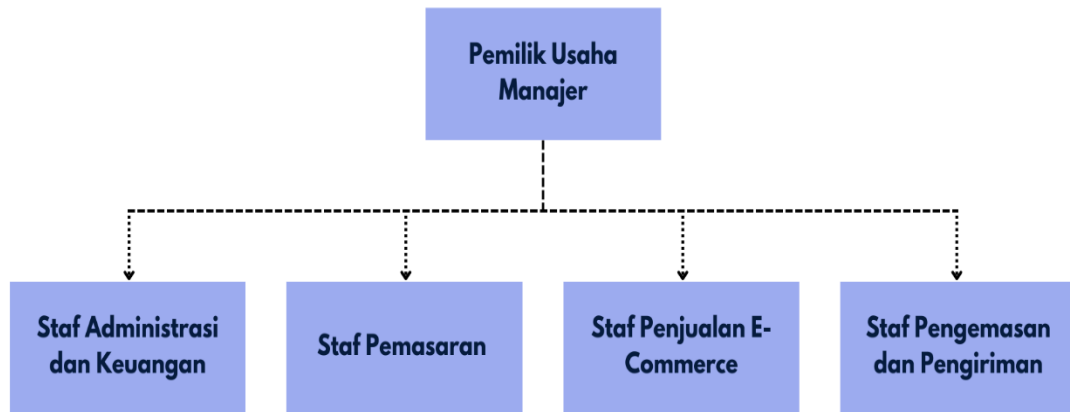 Pemilik Usaha
Manajer
Staf Administrasi
dan Keuangan
Staf Pemasaran
Staf Penjualan E-
Commerce
Staf Pengemasan
dan Pengiriman